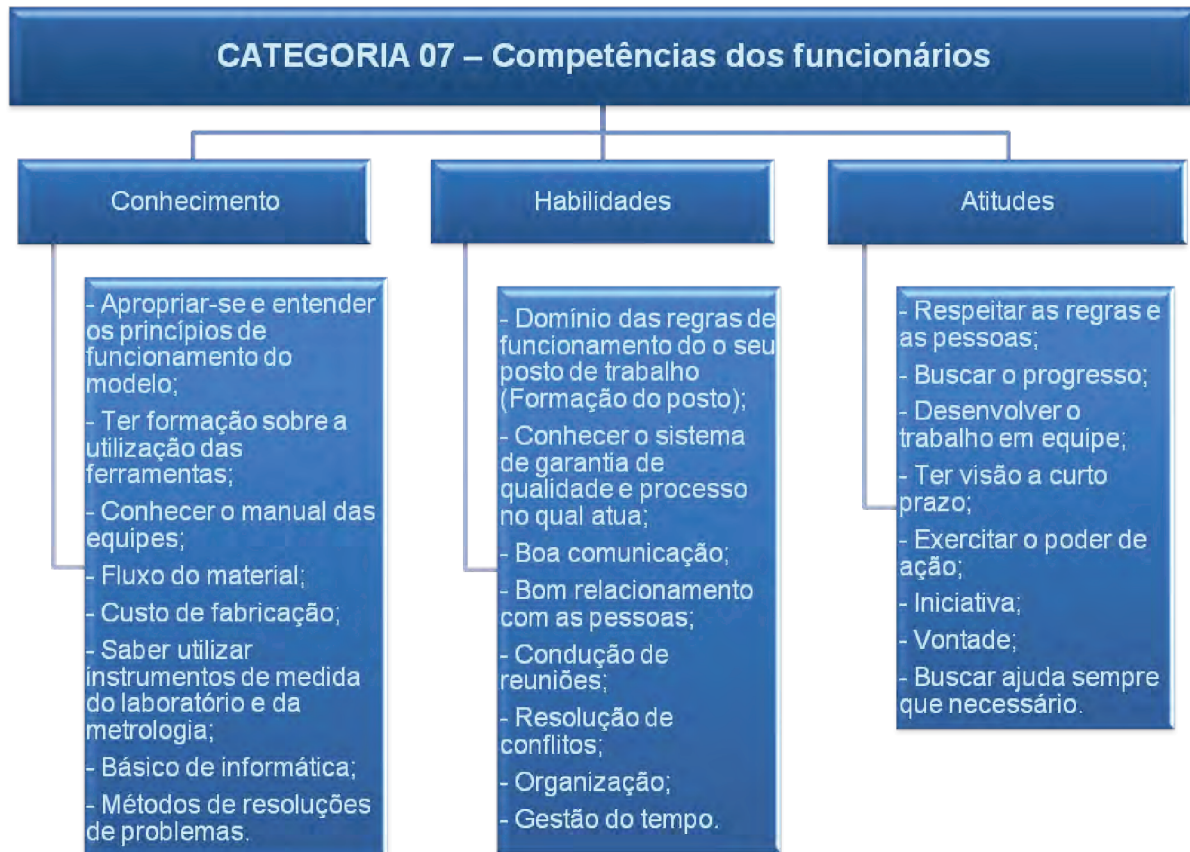 CATEGORIA 07 – Competências dos funcionários
Conhecimento
- Apropriar-se e entender
os princípios de
funcionamento do
modelo;
- Ter formação sobre a
utilização das
ferramentas;
- Conhecer o manual das
equipes;
- Fluxo do material;
- Custo de fabricação;
- Saber utilizar
instrumentos de medida
do laboratório e da
metrologia;
- Básico de informática;
- Métodos de resoluções
de problemas.
Habilidades
- Domínio das regras de
funcionamento do o seu
posto de trabalho
(Formação do posto);
- Conhecer o sistema
de garantia de
qualidade e processo
no qual atua;
- Boa comunicação;
- Bom relacionamento
com as pessoas;
- Condução de
reuniões;
- Resolução de
conflitos;
- Organização;
- Gestão do tempo.
Atitudes
- Respeitar as regras e
as pessoas;
- Buscar o progresso;
- Desenvolver o
trabalho em equipe;
- Ter visão a curto
prazo;
- Exercitar o poder de
ação;
- Iniciativa;
- Vontade;
- Buscar ajuda sempre
que necessário.